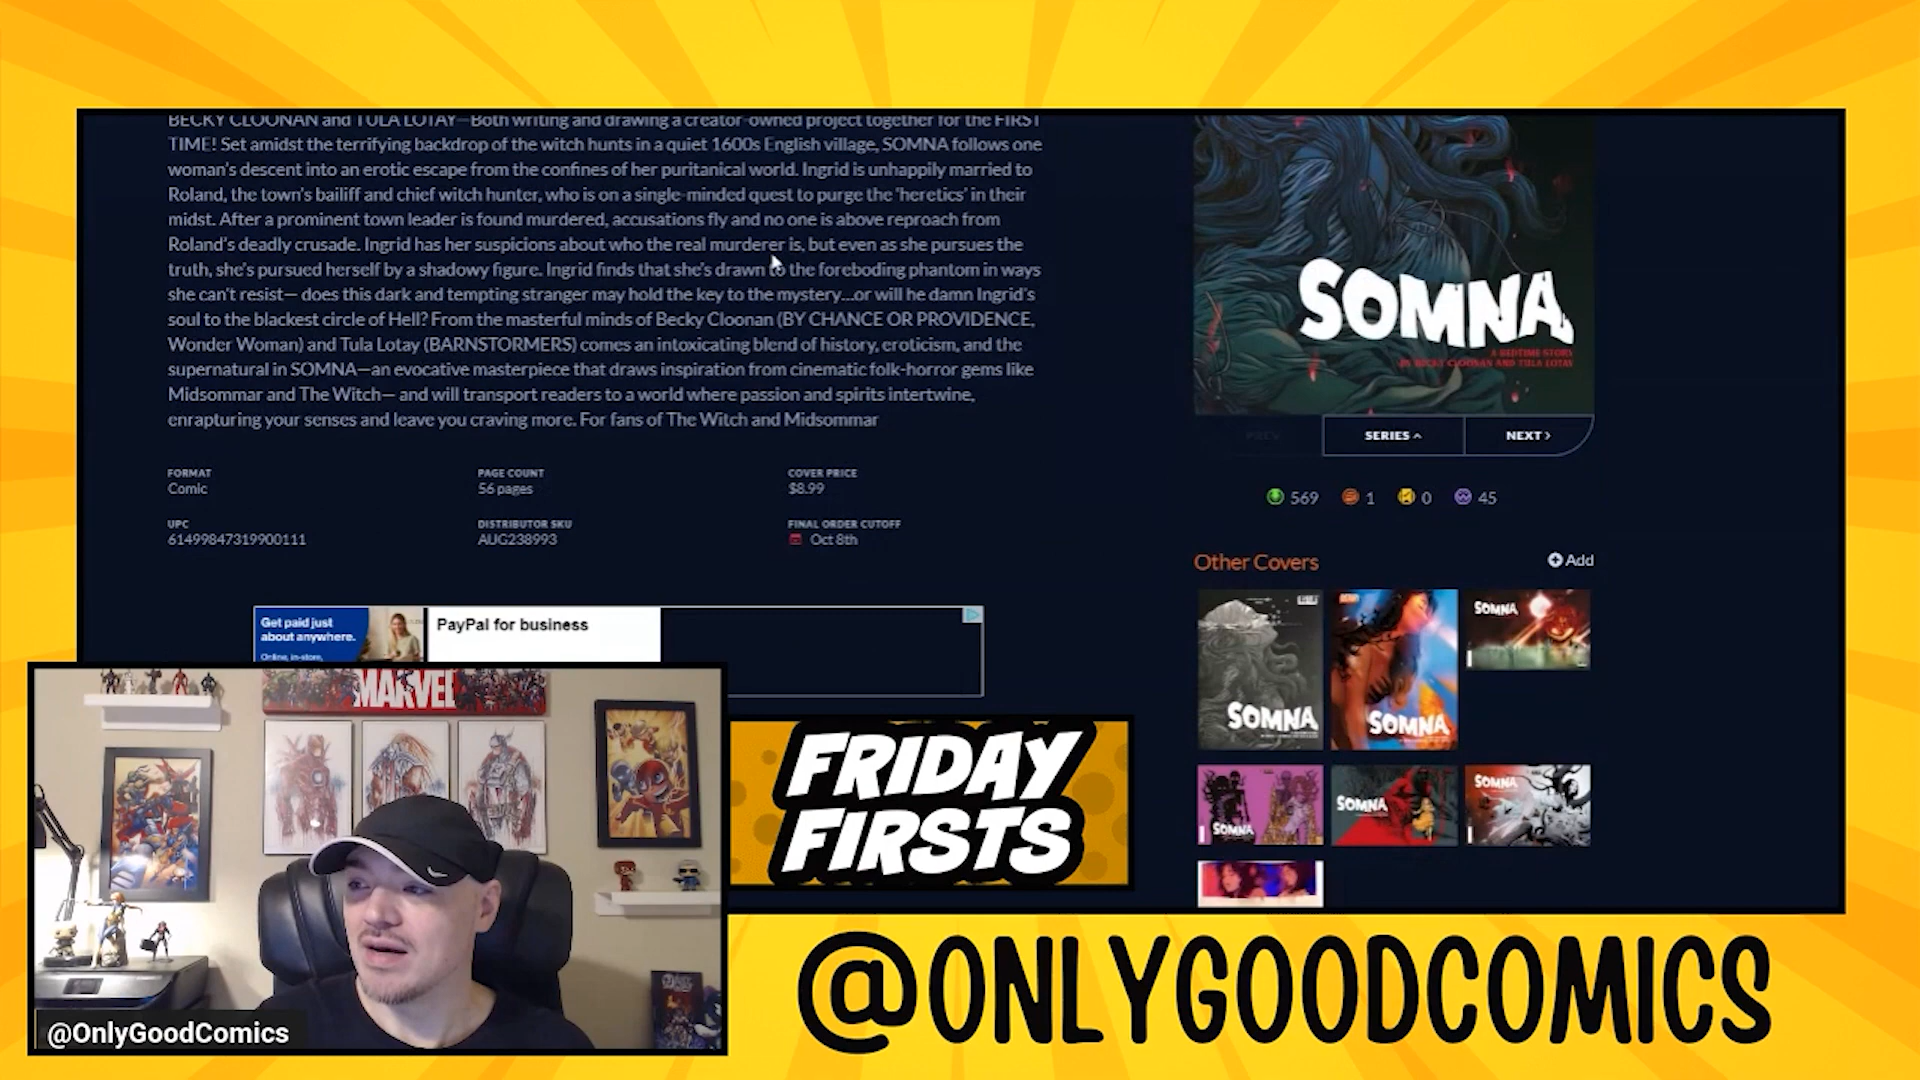 BECKY CLOONAN and TULA LOTAY—Both writing and drawing a creator-owned project together for the FIRST
TIME! Set amidst the terrifying backdrop of the witch hunts in a quiet 1600s English village, SOMNA follows one
woman's descent into an erotic escape from the confines of her puritanical world. Ingrid is unhappily married to
Roland, the town's bailiff and chief witch hunter, who is on a single-minded quest to purge the 'heretics' in their
midst. After a prominent town leader is found murdered, accusations fly and no one is above reproach from
Roland's deadly crusade. Ingrid has her suspicions about who the real murderer is, but even as she pursues the
truth, she's pursued herself by a shadowy figure. Ingrid finds that she's drawn to the foreboding phantom in ways
she can't resist— does this dark and tempting stranger may hold the key to the mystery...or will he damn Ingrid's
soul to the blackest circle of Hell? From the masterful minds of Becky Cloonan (BY CHANCE OR PROVIDENCE,
Wonder Woman) and Tula Lotay (BARNSTORMERS) comes an intoxicating blend of history, eroticism, and the
supernatural in SOMNA—an evocative masterpiece that draws inspiration from cinematic folk-horror gems like
Midsommar and The Witch— and will transport readers to a world where passion and spirits intertwine,
enrapturing your senses and leave you craving more. For fans of The Witch and Midsommar
FORMAT
Comic
PAGE COUNT
56 pages
COVER PRICE
$8.99
UPC
61499847319900111
DISTRIBUTOR SKU
AUG238993
FINAL ORDER CUTOFF
Oct 8th
SOMNA
A BEDTIME STORY
BY BECKY CLOONAN AND TULA LOTAY
PREV
SERIES
NEXT
569
1
0
45
Other Covers
Add
SOMNA
SOMNA
SOMNA
SOMNA
SOMNA
SOMNA
Get paid just
about anywhere.
Online, in-store,
PayPal for business
MARVEL
FRIDAY
FIRSTS
@OnlyGoodComics
@ONLYGOODCOMICS